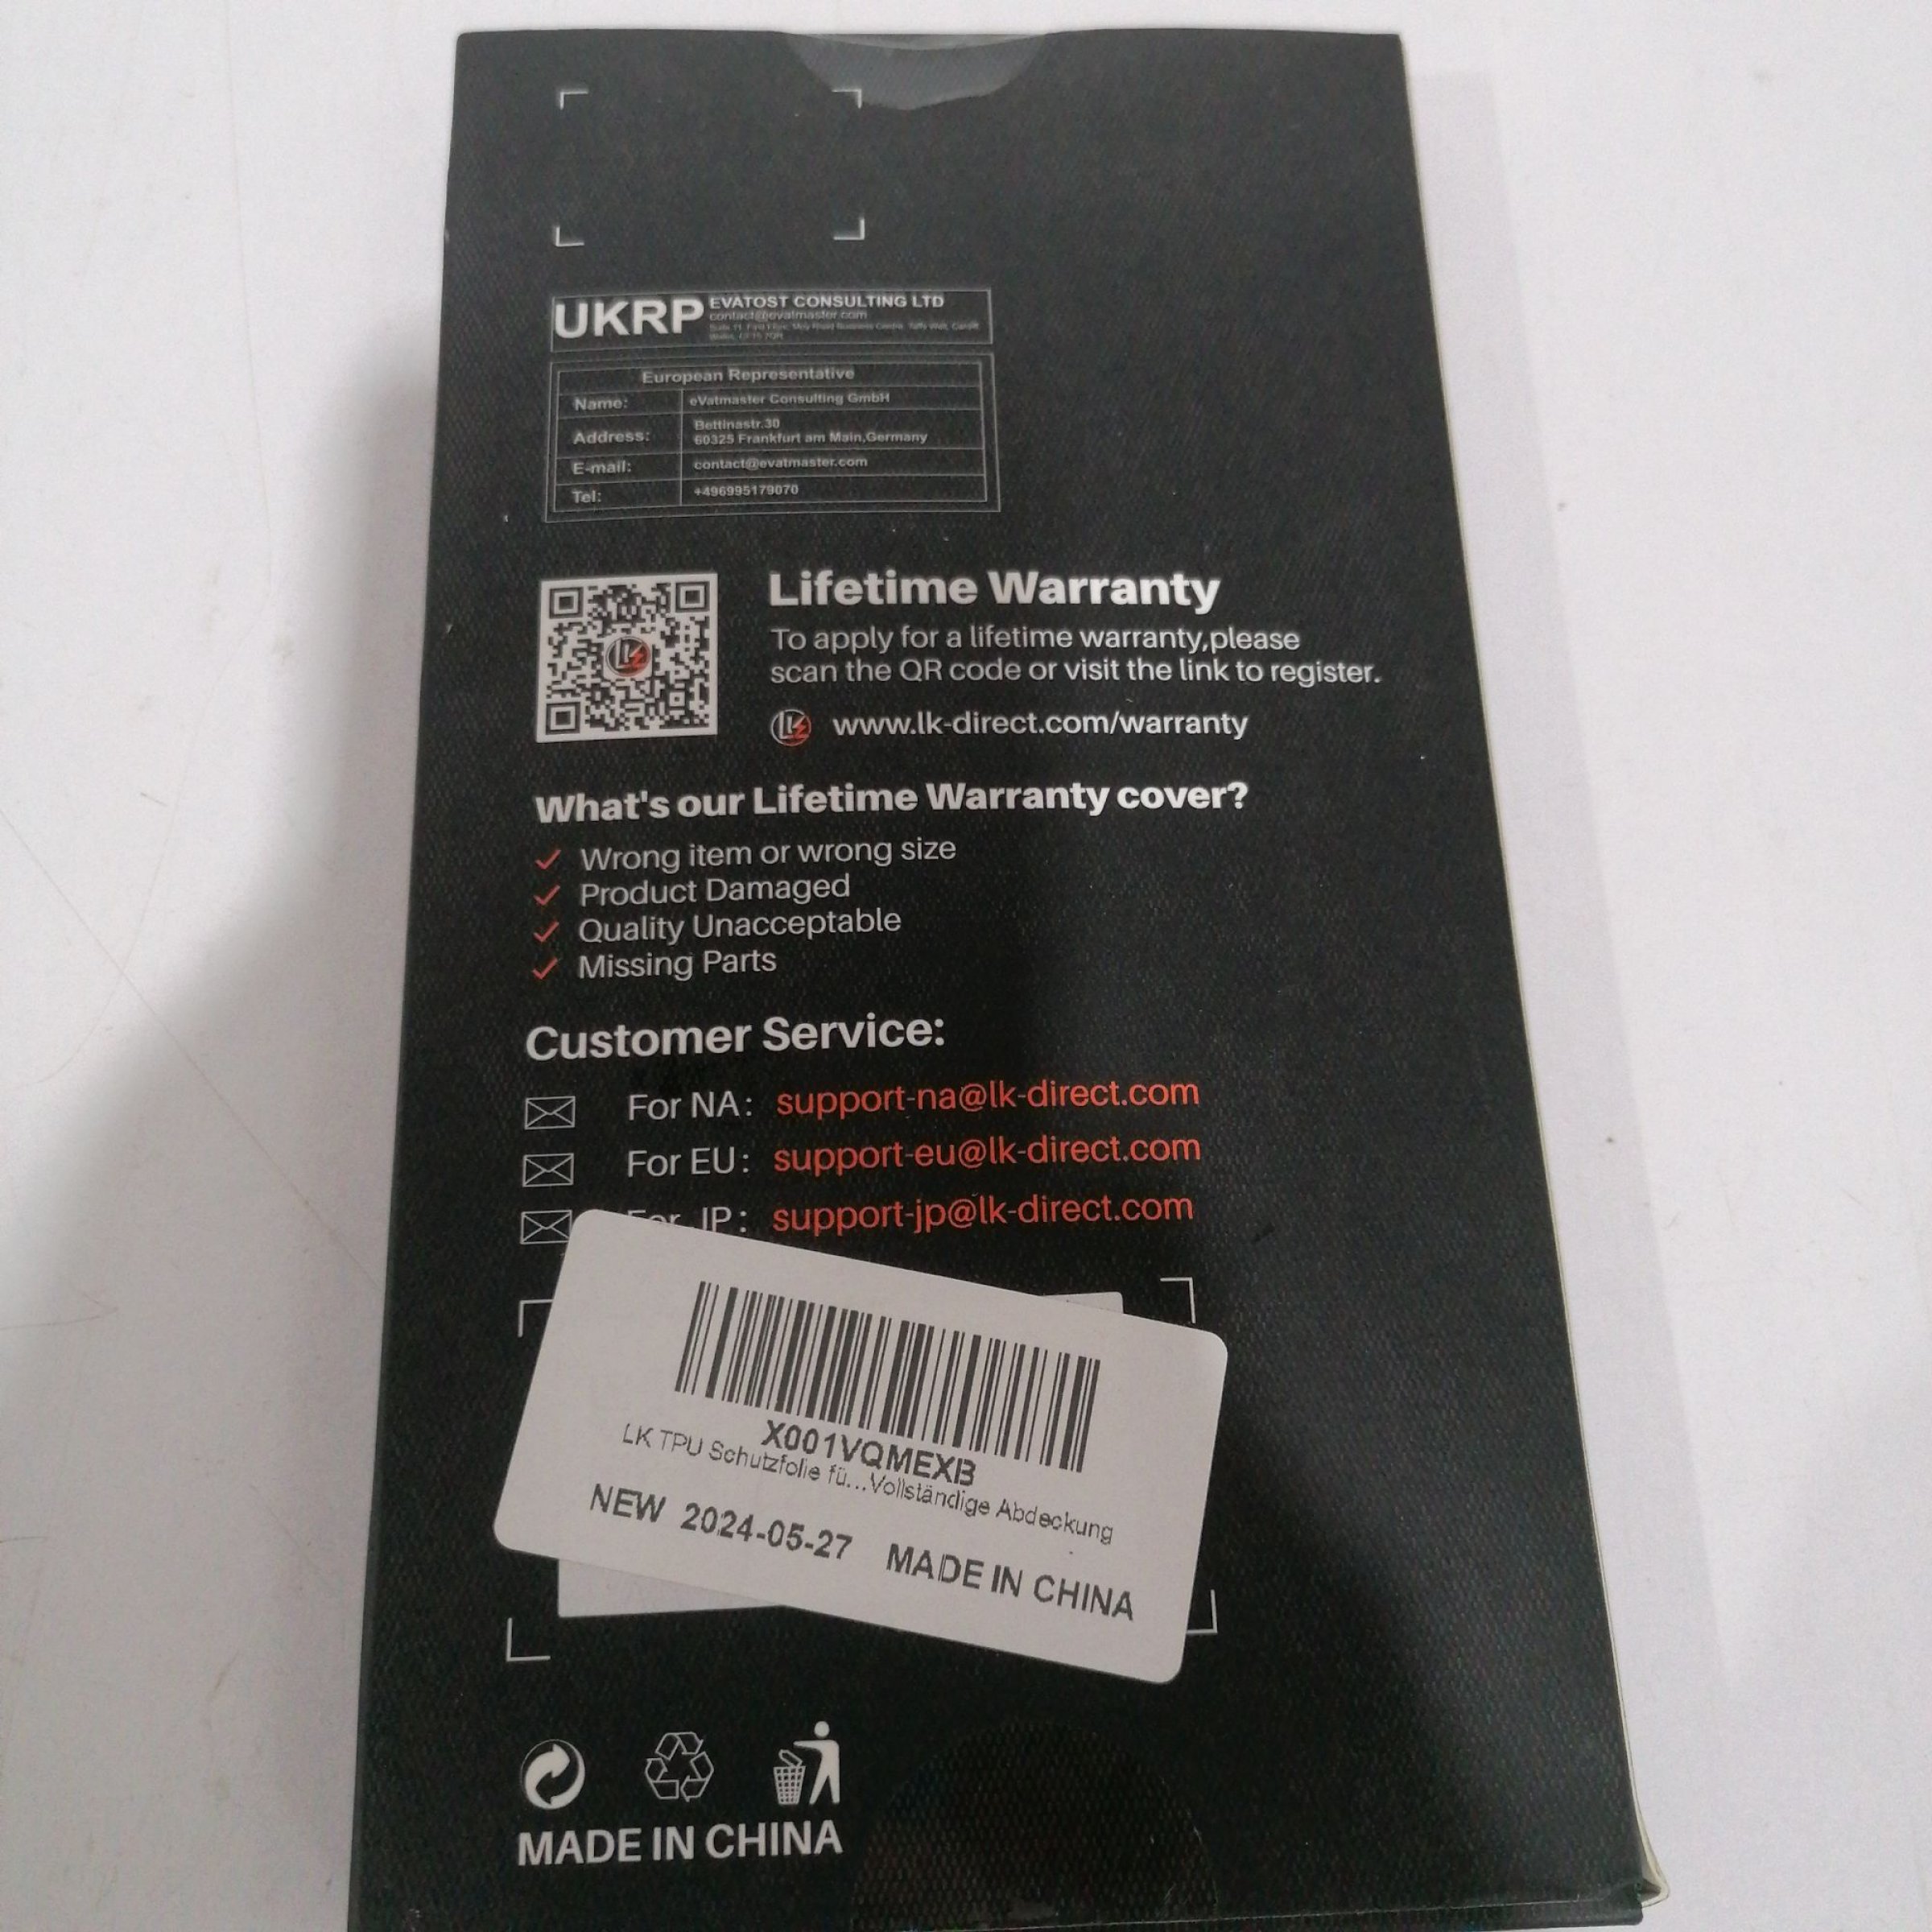 UKRP
EVATOST CONSULTING LTD
contact@evatmaster.com
European Representative
Name: eVatmaster Consulting GmbH
Address: Bettinastr.30
60325 Frankfurt am Main,Germany
E-mail: contact@evatmaster.com
Tel: +496995179070
Lifetime Warranty
To apply for a lifetime warranty,please
scan the QR code or visit the link to register.
www.lk-direct.com/warranty
What's our Lifetime Warranty cover?
Wrong item or wrong size
Product Damaged
Quality Unacceptable
Missing Parts
Customer Service:
For NA: support-na@lk-direct.com
For EU: support-eu@lk-direct.com
For JP: support-jp@lk-direct.com
X001VQMEXB
LK TPU Schutzfolie fü...Vollständige Abdeckung
NEW 2024-05-27 MADE IN CHINA
MADE IN CHINA